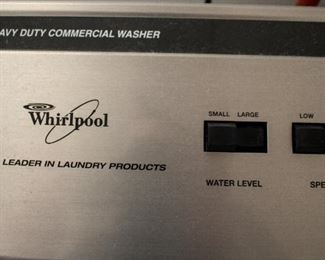 AVY DUTY COMMERCIAL WASHER
SMALL LARGE LOW
Whirlpool
LEADER IN LAUNDRY PRODUCTS
WATER LEVEL SPE